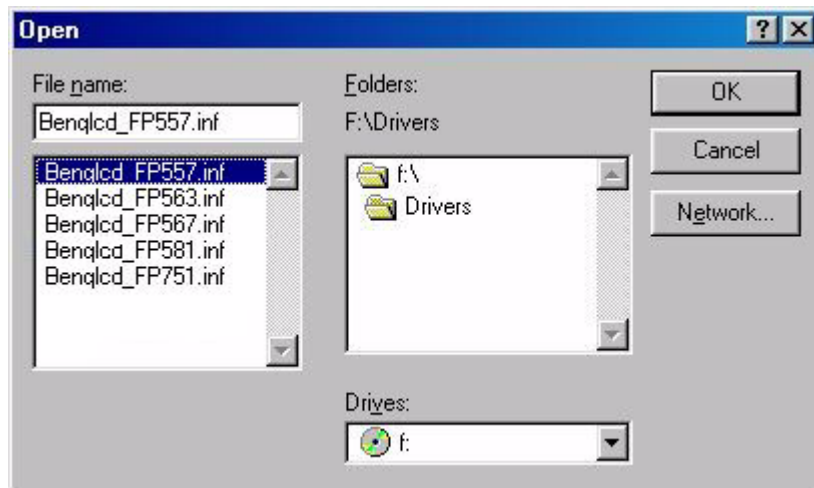 Open
File name:
Benqlcd_FP557.inf
Benqlcd_FP557.inf
Benqlcd_FP563.inf
Benqlcd_FP567.inf
Benqlcd_FP581.inf
Benqlcd_FP751.inf
Folders:
F:\Drivers
f:\
Drivers
Drives:
f:
OK
Cancel
Network...